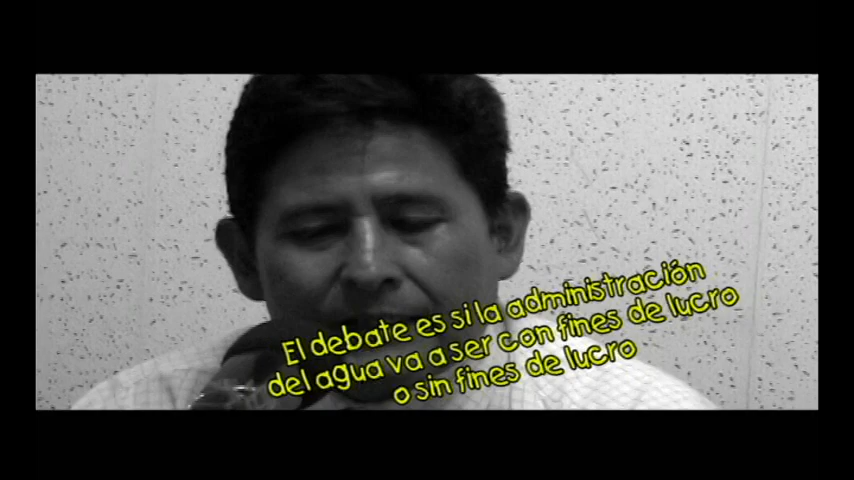 El debate es si la administración
del agua va a ser con fines de lucro
o sin fines de lucro